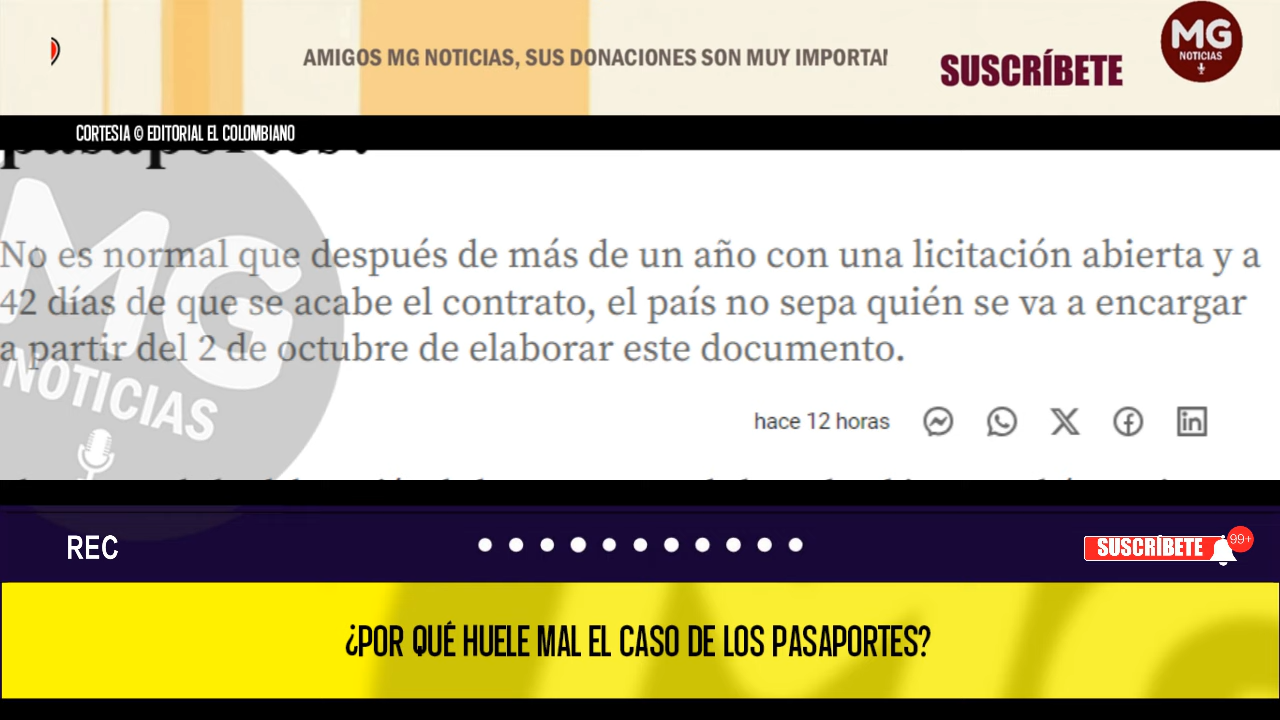 AMIGOS MG NOTICIAS, SUS DONACIONES SON MUY
SUSCRÍBETE
MG
NOTICIAS
CORTESIA © EDITORIAL EL COLOMBIANO
pasaportes?
No es normal que después de más de un año con una licitación abierta y a
42 días de que se acabe el contrato, el país no sepa quién se va a encargar
a partir del 2 de octubre de elaborar este documento.
MG
NOTICIAS
hace 12 horas
REC
SUSCRÍBETE
99+
¿POR QUÉ HUELE MAL EL CASO DE LOS PASAPORTES?